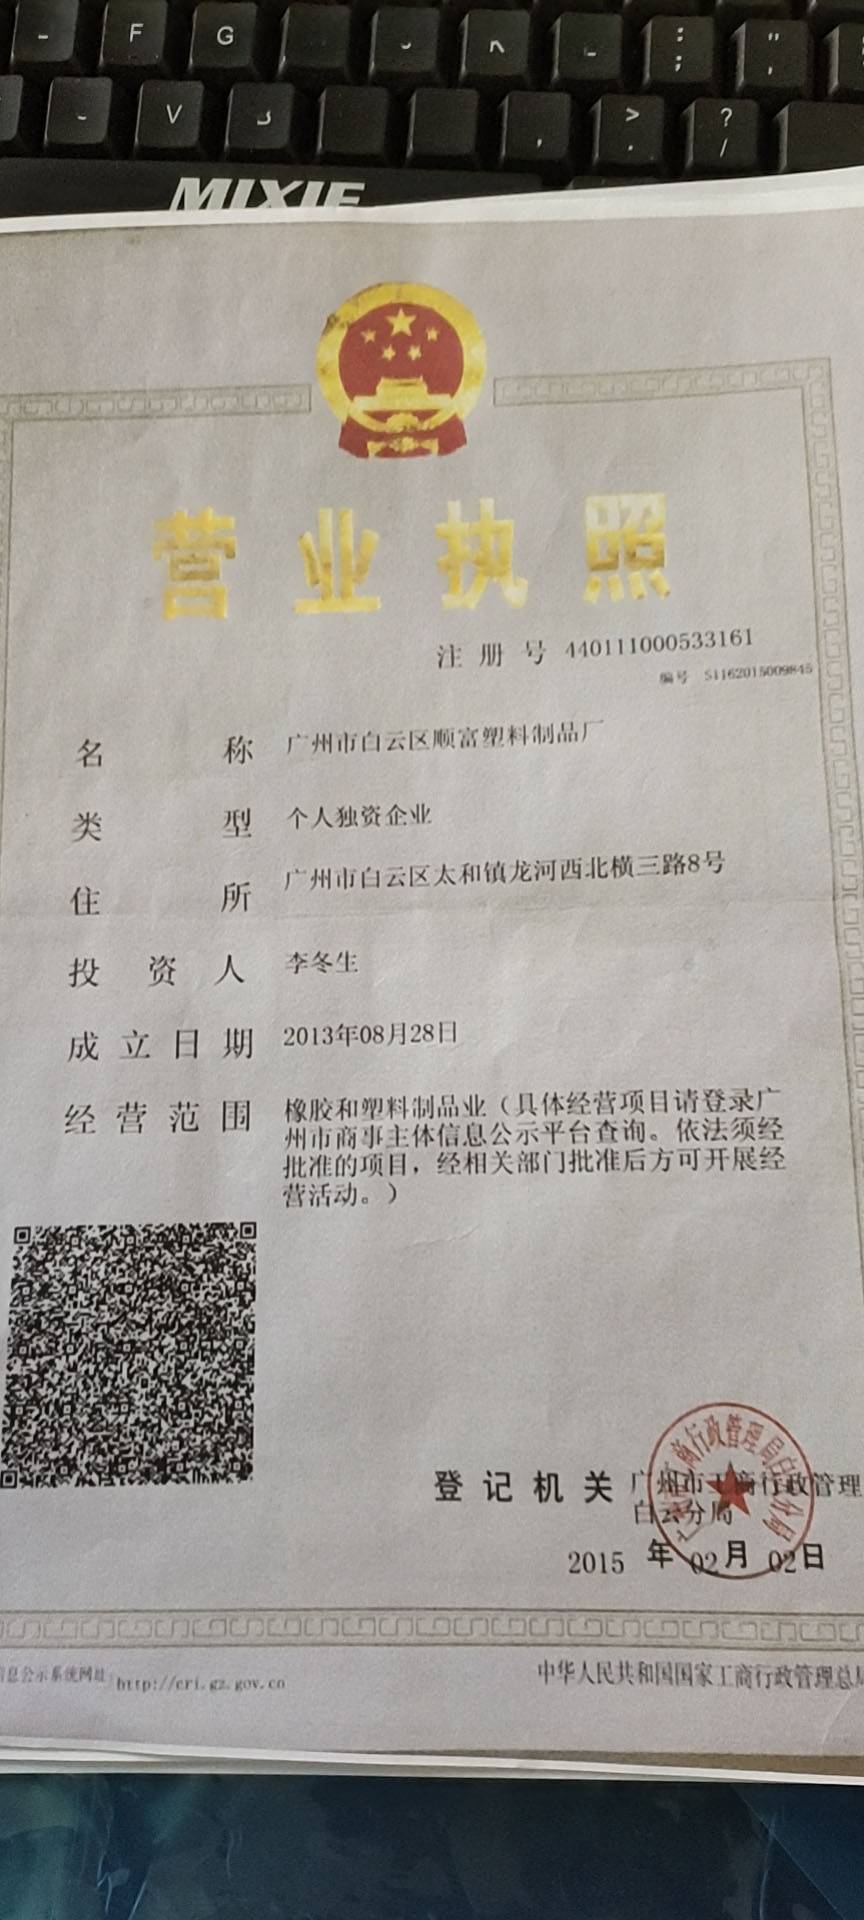 F G : ; " ,
V , > . ? /
MIXIE
营业执照
注册号 440111000533161
编号 S1162015009845
名称 广州市白云区顺富塑料制品厂
类型 个人独资企业
住所 广州市白云区太和镇龙河西北横三路8号
投资人 李冬生
成立日期 2013年08月28日
经营范围 橡胶和塑料制品业（具体经营项目请登录广
州市商事主体信息公示平台查询。依法须经
批准的项目，经相关部门批准后方可开展经
营活动。）
登记机关 广州市工商行政管理
白云分局
2015 年 02月 02日
信息公示系统网址：http://cri.gz.gov.cn
中华人民共和国国家工商行政管理总局